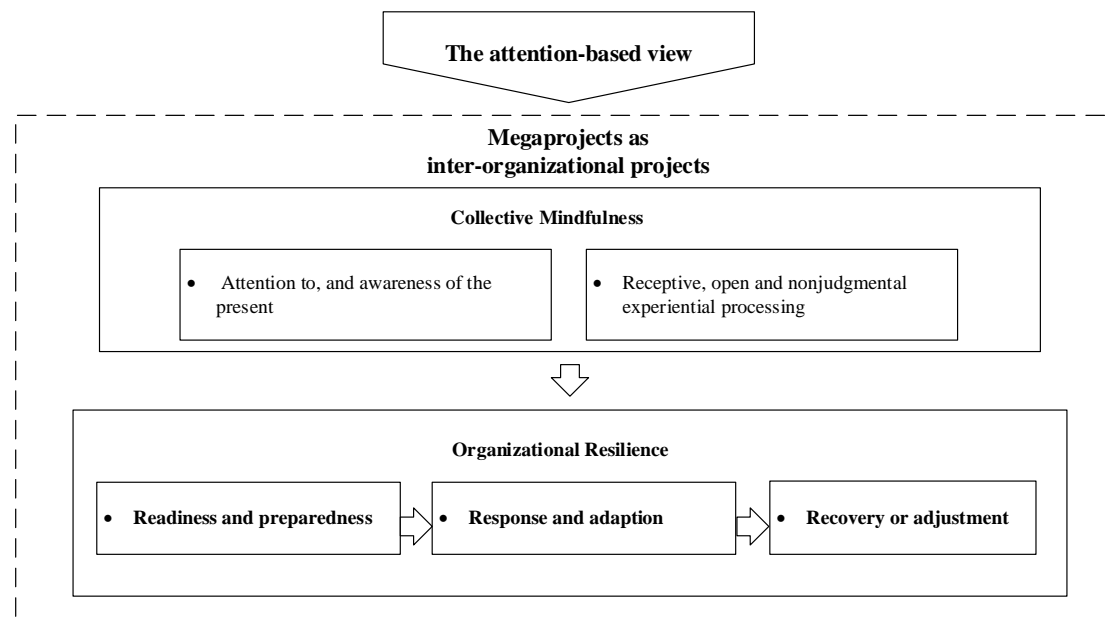 The attention-based view
Megaprojects as
inter-organizational projects
Collective Mindfulness
• Attention to, and awareness of the
present
• Receptive, open and nonjudgmental
experiential processing
Organizational Resilience
• Readiness and preparedness
• Response and adaption
• Recovery or adjustment